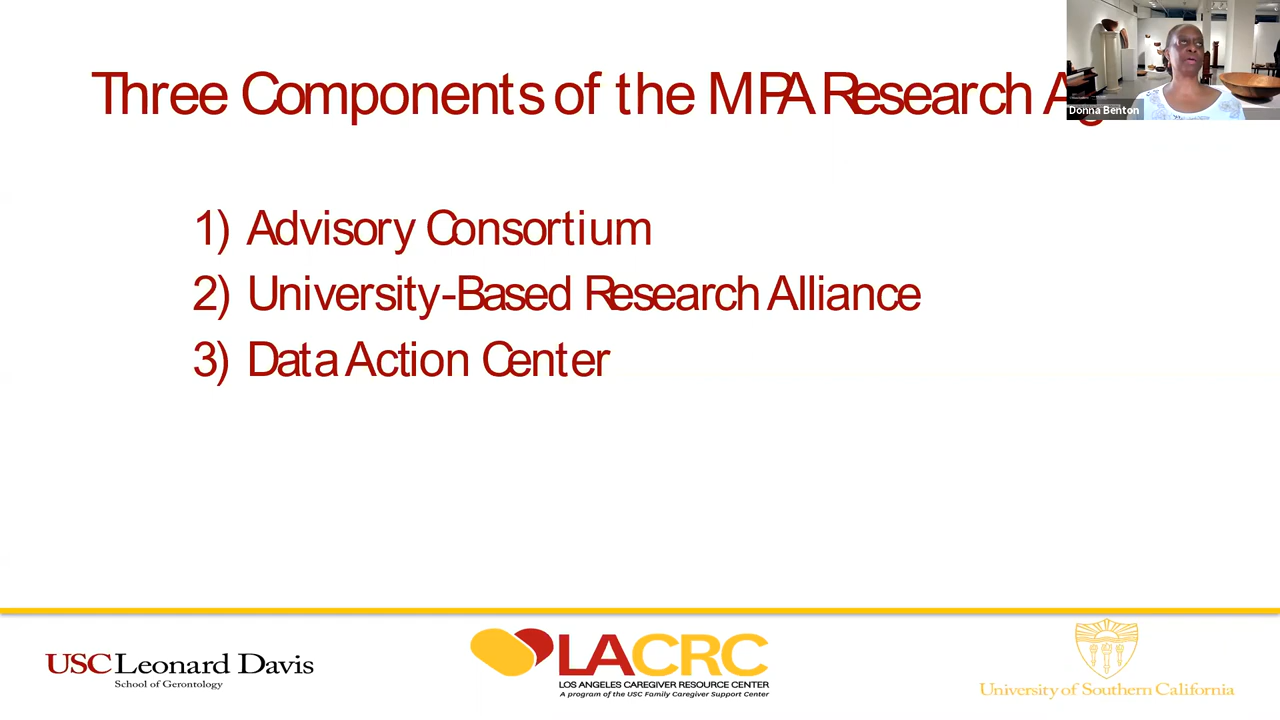 Three Components of the MPA Research
Donna Benton
1) Advisory Consortium
2) University-Based Research Alliance
3) Data Action Center
USC Leonard Davis
School of Gerontology
LACRC
LOS ANGELES CAREGIVER RESOURCE CENTER
A program of the USC Family Caregiver Support Center
University of Southern California